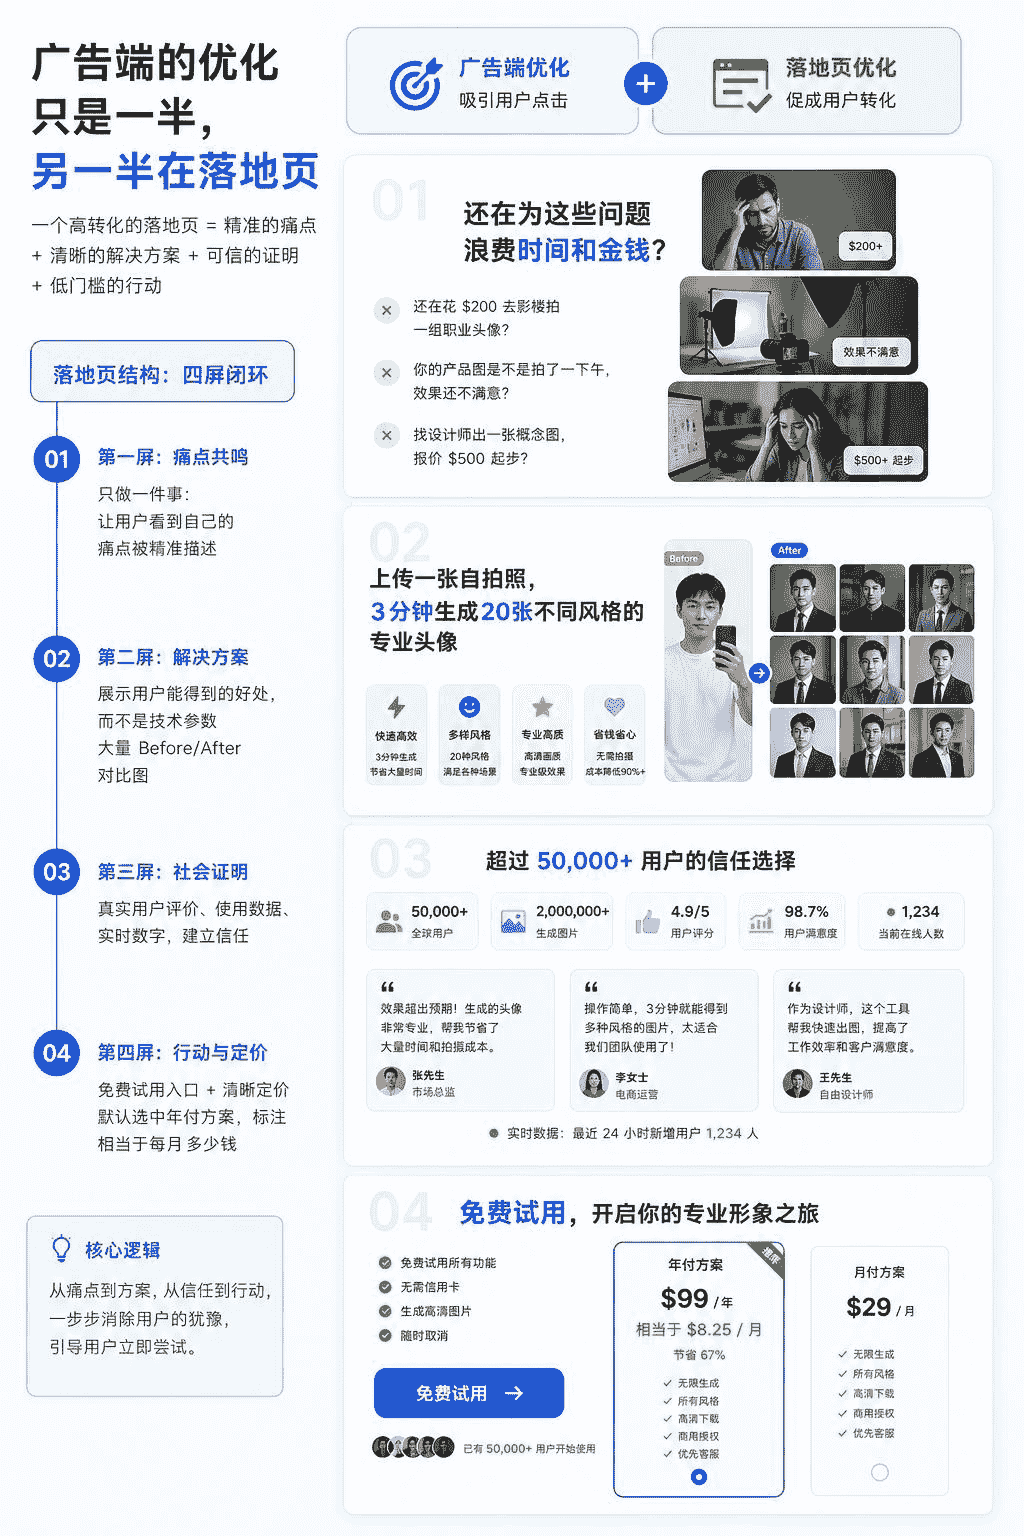 广告端的优化
只是一半，
另一半在落地页
一个高转化的落地页 = 精准的痛点
+ 清晰的解决方案 + 可信的证明
+ 低门槛的行动
广告端优化
吸引用户点击
+
落地页优化
促成用户转化
落地页结构：四屏闭环
01
第一屏：痛点共鸣
只做一件事：
让用户看到自己的
痛点被精准描述
02
第二屏：解决方案
展示用户能得到的好处，
而不是技术参数
大量 Before/After
对比图
03
第三屏：社会证明
真实用户评价、使用数据、
实时数字，建立信任
04
第四屏：行动与定价
免费试用入口 + 清晰定价
默认选中年付方案，标注
相当于每月多少钱
核心逻辑
从痛点到方案，从信任到行动，
一步步消除用户的犹豫，
引导用户立即尝试。
01
还在为这些问题
浪费时间和金钱？
还在花 $200 去影楼拍
一组职业头像？
你的产品图是不是拍了一下午，
效果还不满意？
找设计师出一张概念图，
报价 $500 起步？
$200+
效果不满意
$500+ 起步
02
上传一张自拍照，
3分钟生成20张不同风格的
专业头像
快速高效
3分钟生成
节省大量时间
多样风格
20种风格
满足各种场景
专业高质
高清画质
专业级效果
省钱省心
无需拍摄
成本降低90%+
Before
After
03
超过 50,000+ 用户的信任选择
50,000+
全球用户
2,000,000+
生成图片
4.9/5
用户评分
98.7%
用户满意度
1,234
当前在线人数
“
效果超出预期！生成的头像
非常专业，帮我节省了
大量时间和拍摄成本。
张先生
市场总监
“
操作简单，3分钟就能得到
多种风格的图片，太适合
我们团队使用了！
李女士
电商运营
“
作为设计师，这个工具
帮我快速出图，提高了
工作效率和客户满意度。
王先生
自由设计师
实时数据：最近 24 小时新增用户 1,234 人
04
免费试用，开启你的专业形象之旅
免费试用所有功能
无需信用卡
生成高清图片
随时取消
免费试用 →
已有 50,000+ 用户开始使用
推荐
年付方案
$99 / 年
相当于 $8.25 / 月
节省 67%
无限生成
所有风格
高清下载
商用授权
优先客服
月付方案
$29 / 月
无限生成
所有风格
高清下载
商用授权
优先客服